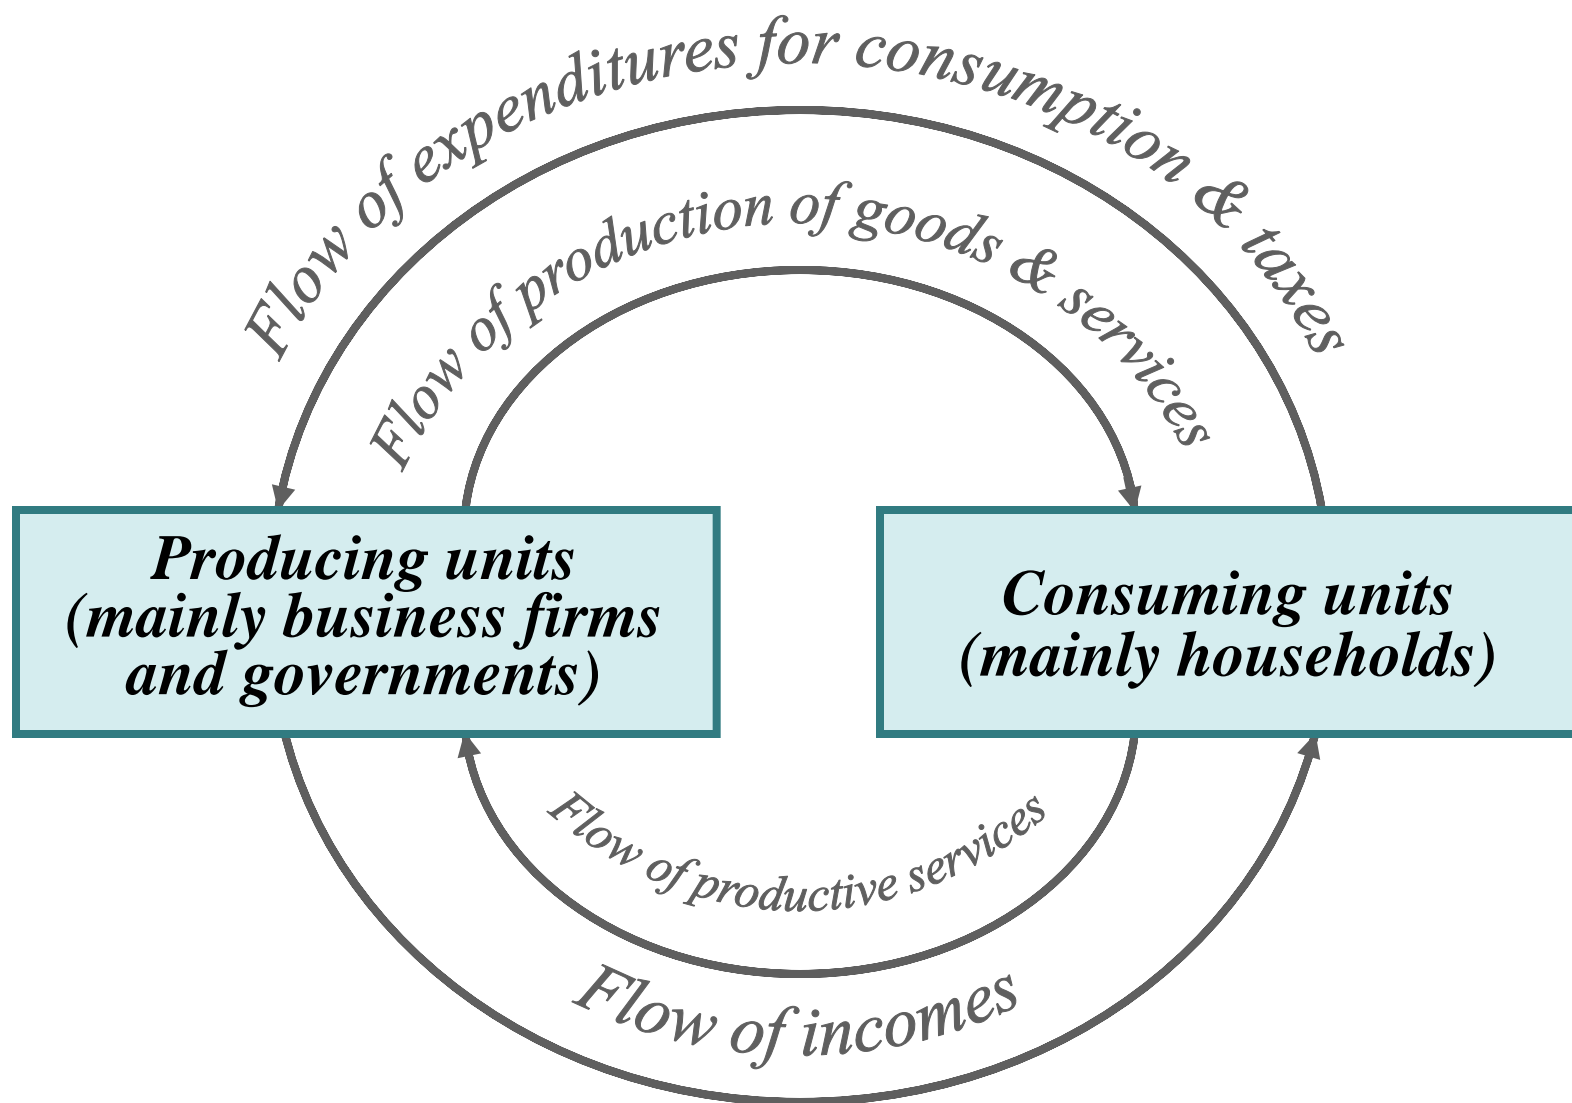 Flow of expenditures for consumption & taxes
Flow of production of goods & services
Producing units
(mainly business firms
and governments)
Consuming units
(mainly households)
Flow of productive services
Flow of incomes